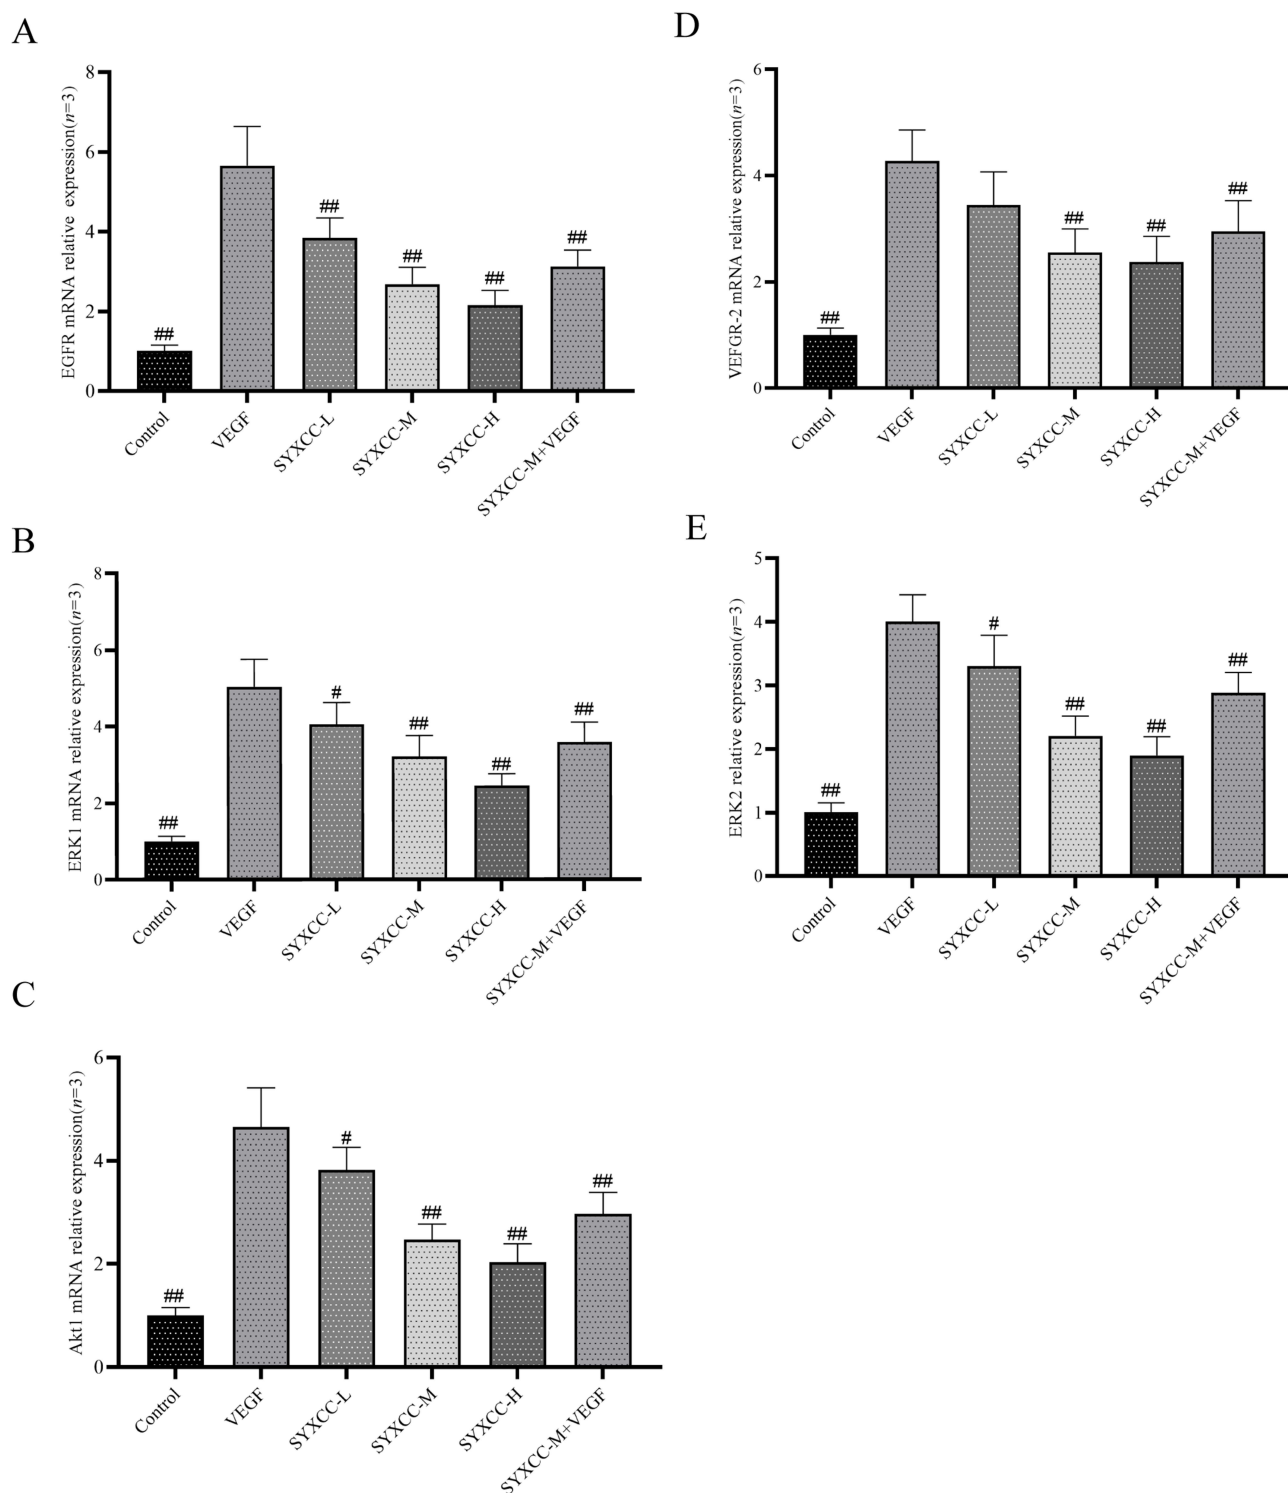 A
EGFR mRNA relative expression(n=3)
8
6
4
2
0
##
##
##
##
##
Control
VEGF
SYXCC-L
SYXCC-M
SYXCC-H
SYXCC-M+VEGF
D
VEFGR-2 mRNA relative expression(n=3)
6
4
2
0
##
##
##
##
Control
VEGF
SYXCC-L
SYXCC-M
SYXCC-H
SYXCC-M+VEGF
B
ERK1 mRNA relative expression(n=3)
8
6
4
2
0
##
#
##
##
##
Control
VEGF
SYXCC-L
SYXCC-M
SYXCC-H
SYXCC-M+VEGF
E
ERK2 relative expression(n=3)
5
4
3
2
1
0
##
#
##
##
##
Control
VEGF
SYXCC-L
SYXCC-M
SYXCC-H
SYXCC-M+VEGF
C
Akt1 mRNA relative expression(n=3)
6
4
2
0
##
#
##
##
##
Control
VEGF
SYXCC-L
SYXCC-M
SYXCC-H
SYXCC-M+VEGF